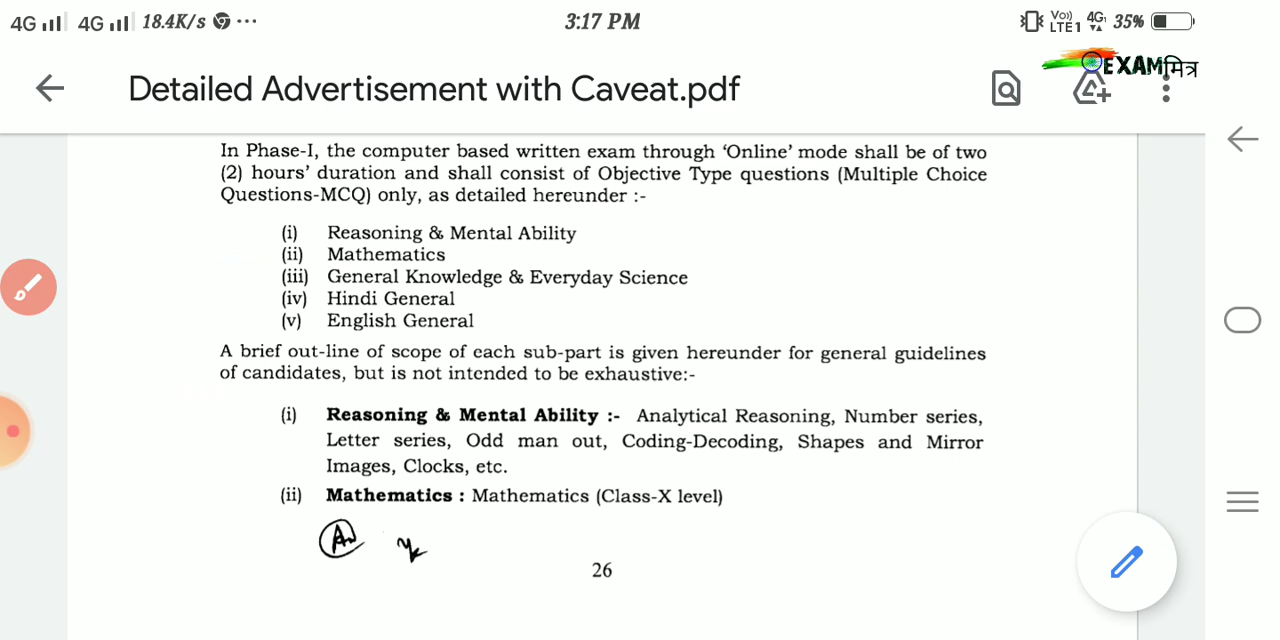 4G 4G 18.4K/s ... 3:17 PM Vo) LTE1 4G 35%
Detailed Advertisement with Caveat.pdf
EXAMमित्र
In Phase-I, the computer based written exam through ‘Online’ mode shall be of two
(2) hours’ duration and shall consist of Objective Type questions (Multiple Choice
Questions-MCQ) only, as detailed hereunder :-
(i) Reasoning & Mental Ability
(ii) Mathematics
(iii) General Knowledge & Everyday Science
(iv) Hindi General
(v) English General
A brief out-line of scope of each sub-part is given hereunder for general guidelines
of candidates, but is not intended to be exhaustive:-
(i) Reasoning & Mental Ability :- Analytical Reasoning, Number series,
Letter series, Odd man out, Coding-Decoding, Shapes and Mirror
Images, Clocks, etc.
(ii) Mathematics : Mathematics (Class-X level)
26